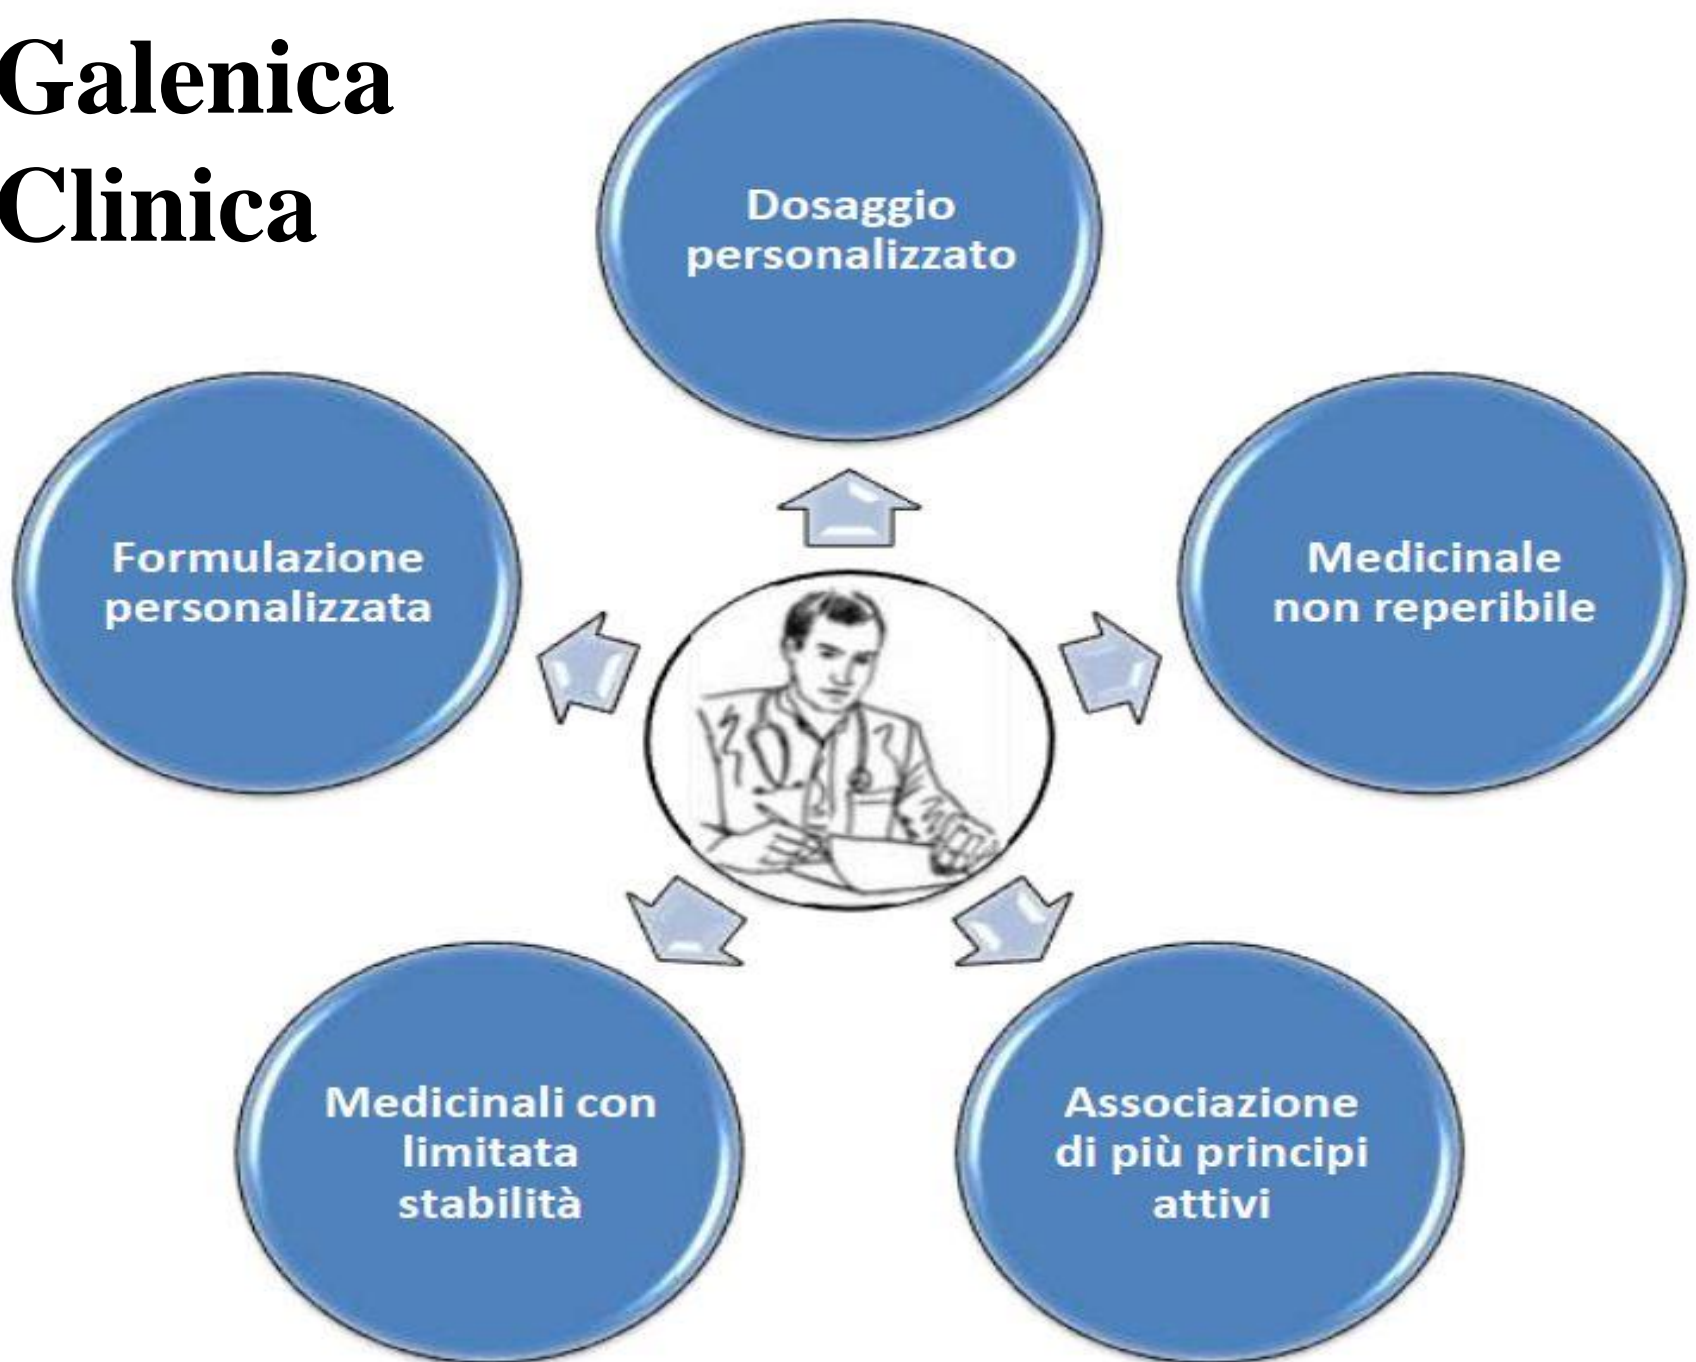 Galenica
Clinica
Dosaggio
personalizzato
Formulazione
personalizzata
Medicinale
non reperibile
Medicinali con
limitata
stabilità
Associazione
di più principi
attivi